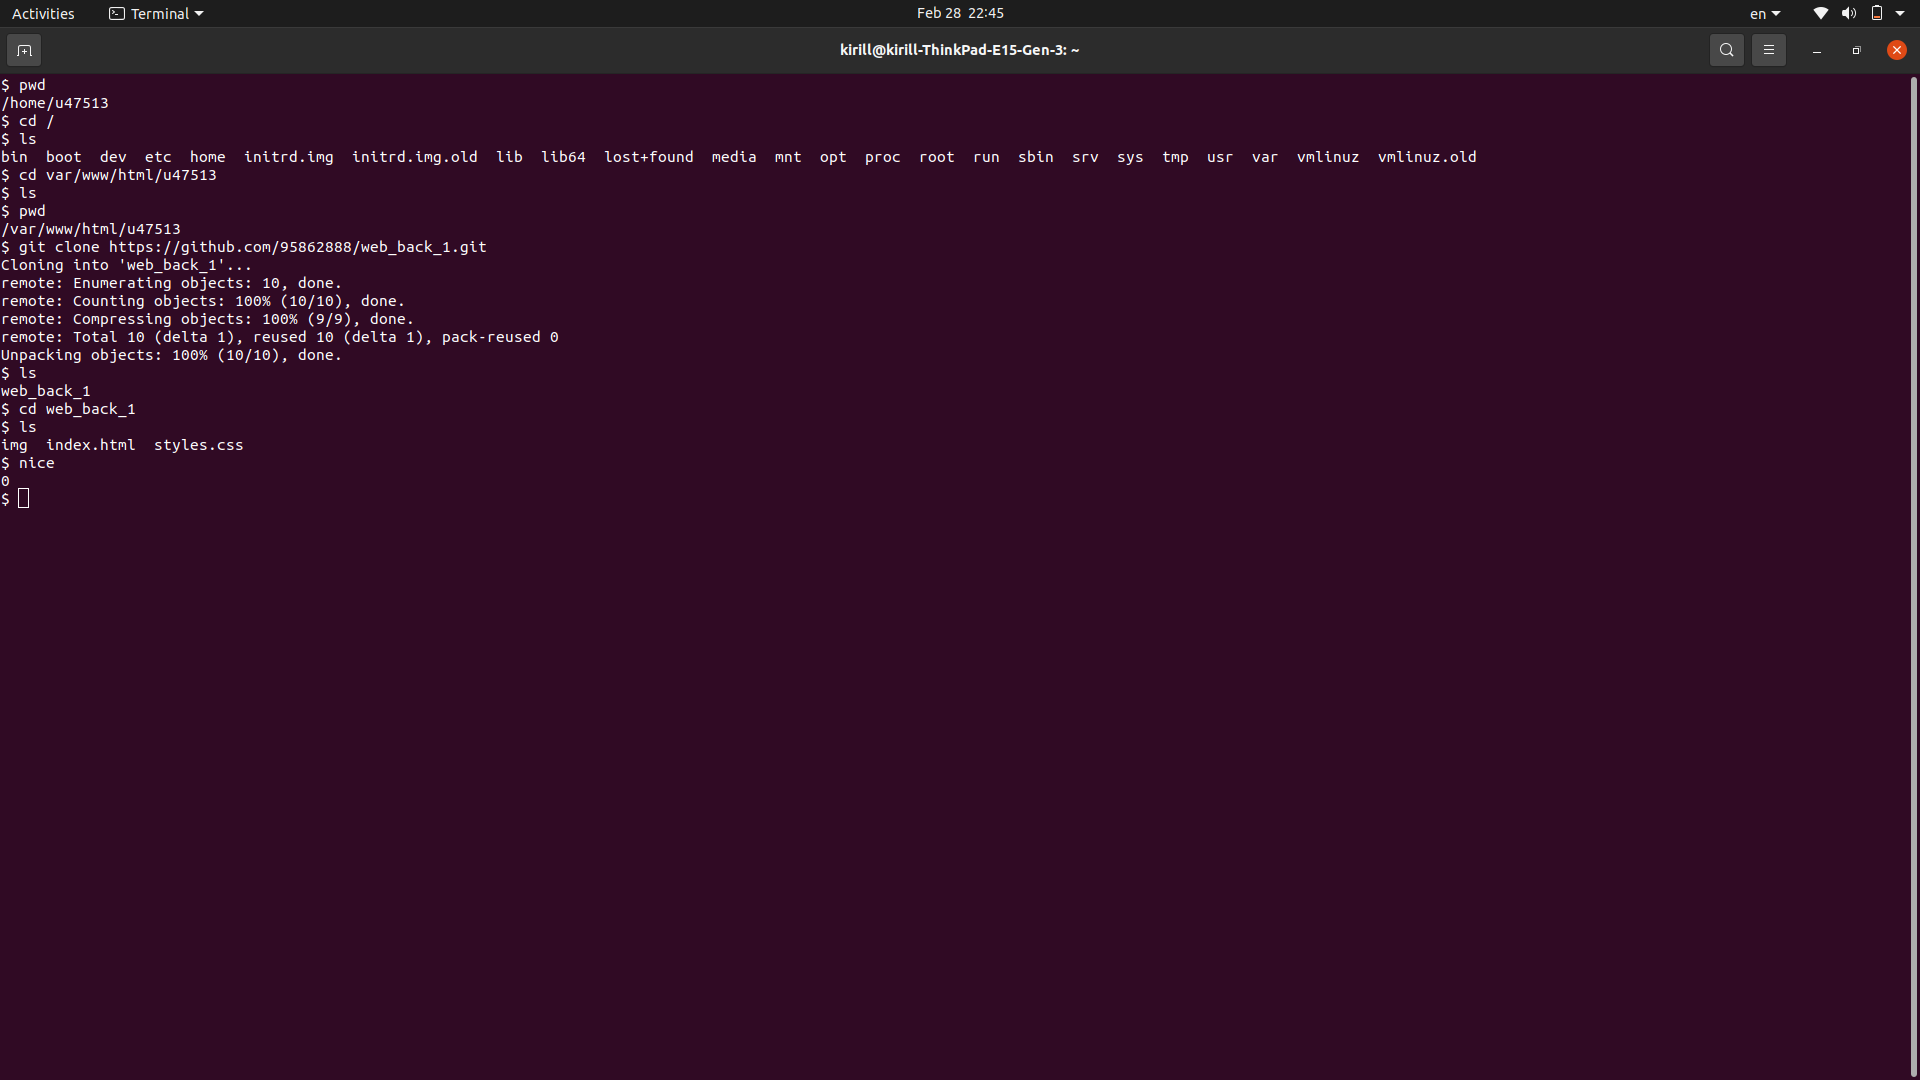 Activities Terminal Feb 28 22:45 en
kirill@kirill-ThinkPad-E15-Gen-3: ~
$ pwd
/home/u47513
$ cd /
$ ls
bin  boot  dev  etc  home  initrd.img  initrd.img.old  lib  lib64  lost+found  media  mnt  opt  proc  root  run  sbin  srv  sys  tmp  usr  var  vmlinuz  vmlinuz.old
$ cd var/www/html/u47513
$ ls
$ pwd
/var/www/html/u47513
$ git clone https://github.com/95862888/web_back_1.git
Cloning into 'web_back_1'...
remote: Enumerating objects: 10, done.
remote: Counting objects: 100% (10/10), done.
remote: Compressing objects: 100% (9/9), done.
remote: Total 10 (delta 1), reused 10 (delta 1), pack-reused 0
Unpacking objects: 100% (10/10), done.
$ ls
web_back_1
$ cd web_back_1
$ ls
img  index.html  styles.css
$ nice
0
$